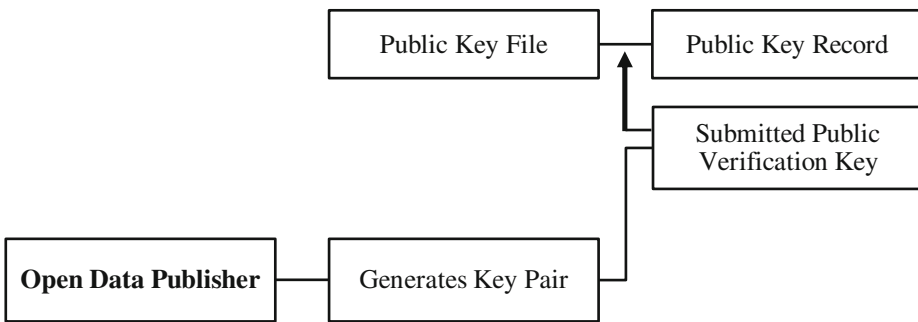 Public Key File
Public Key Record
Submitted Public
Verification Key
Open Data Publisher
Generates Key Pair